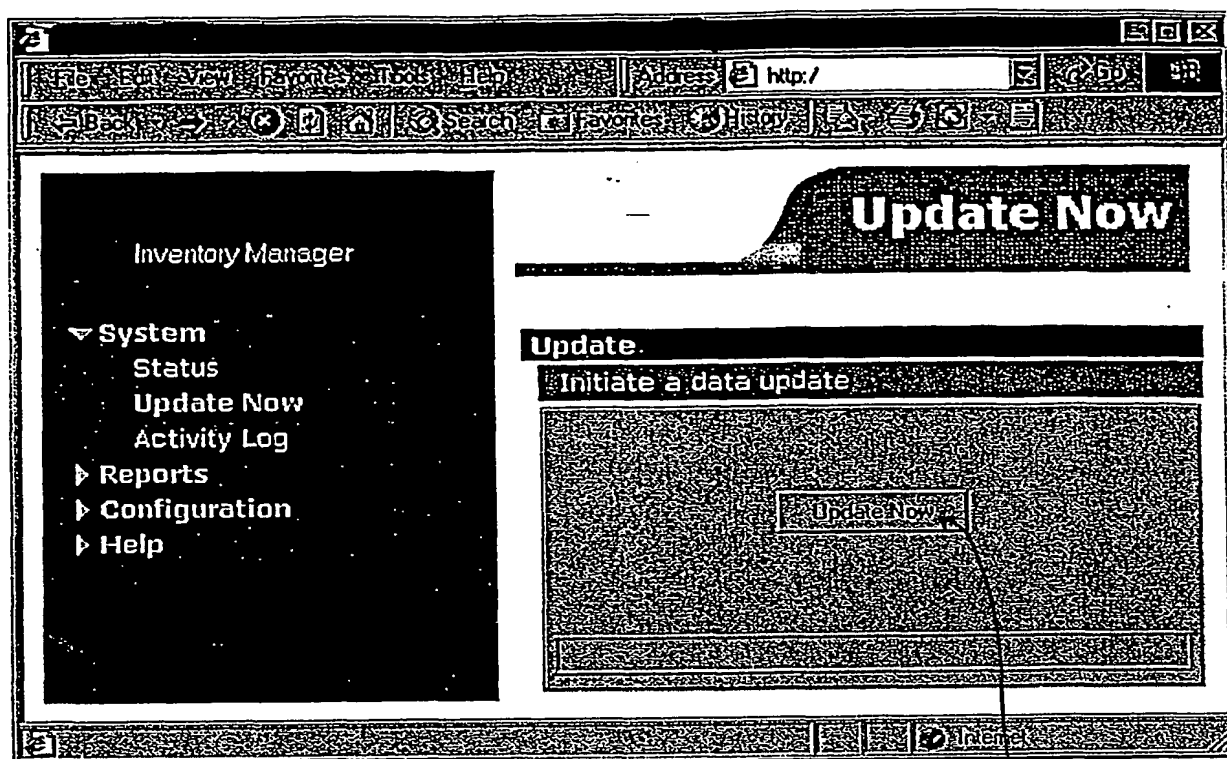 File Edit View Favorites Tools Help
Address http:/ Go
Back Search Favorites History
Inventory Manager
System
Status
Update Now
Activity Log
Reports
Configuration
Help
Update Now
Update
Initiate a data update
Update Now
Internet